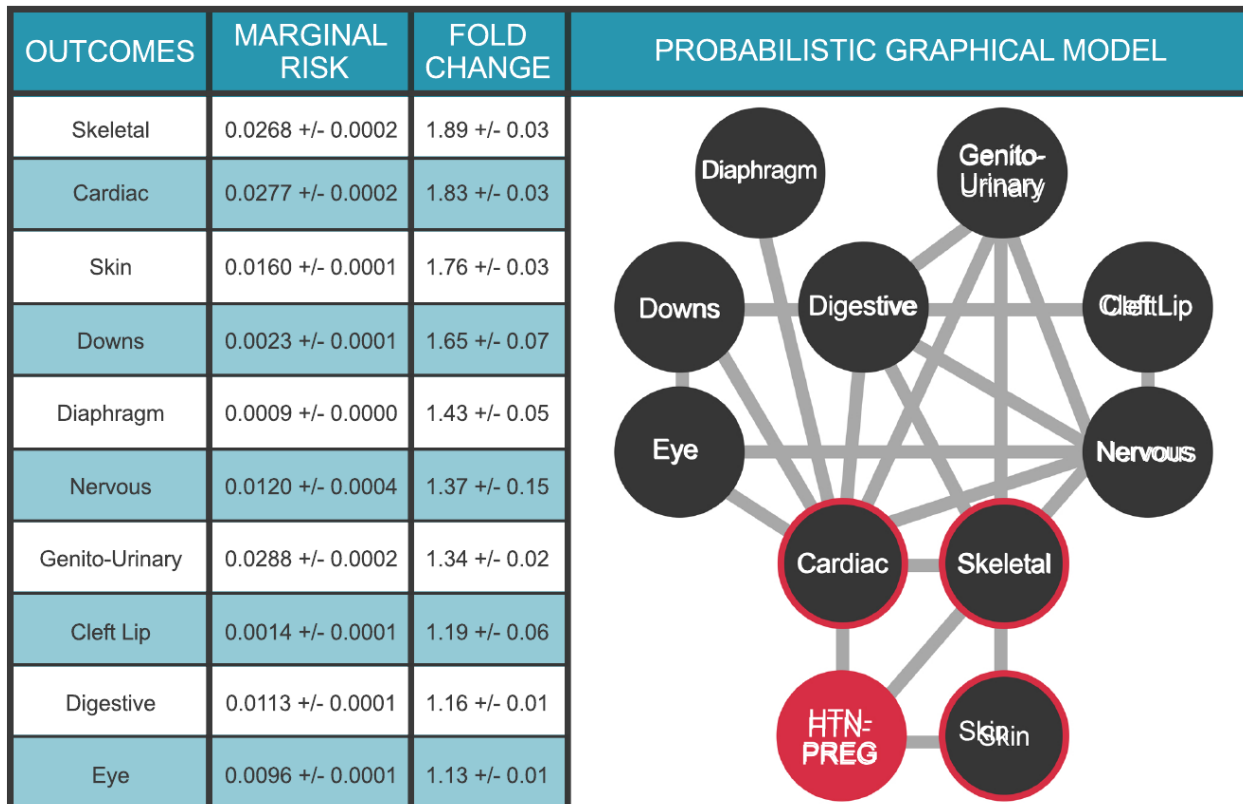 OUTCOMES
MARGINAL
RISK
FOLD
CHANGE
PROBABILISTIC GRAPHICAL MODEL
Skeletal 0.0268 +/- 0.0002 1.89 +/- 0.03
Cardiac 0.0277 +/- 0.0002 1.83 +/- 0.03
Skin 0.0160 +/- 0.0001 1.76 +/- 0.03
Downs 0.0023 +/- 0.0001 1.65 +/- 0.07
Diaphragm 0.0009 +/- 0.0000 1.43 +/- 0.05
Nervous 0.0120 +/- 0.0004 1.37 +/- 0.15
Genito-Urinary 0.0288 +/- 0.0002 1.34 +/- 0.02
Cleft Lip 0.0014 +/- 0.0001 1.19 +/- 0.06
Digestive 0.0113 +/- 0.0001 1.16 +/- 0.01
Eye 0.0096 +/- 0.0001 1.13 +/- 0.01
Diaphragm
Genito-
Urinary
Downs
Digestive
Cleft Lip
Eye
Nervous
Cardiac
Skeletal
HTN-
PREG
Skin